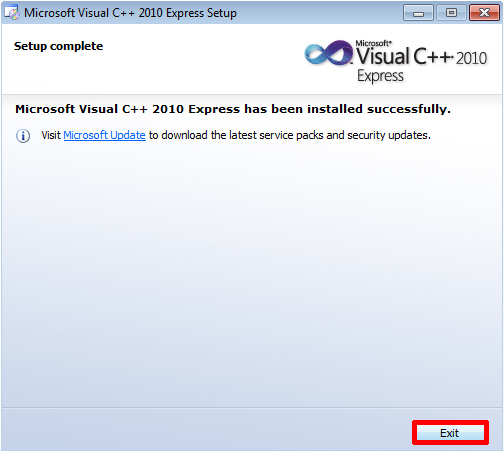 Microsoft Visual C++ 2010 Express Setup
Setup complete
Microsoft®
Visual C++ 2010
Express
Microsoft Visual C++ 2010 Express has been installed successfully.
Visit Microsoft Update to download the latest service packs and security updates.
Exit